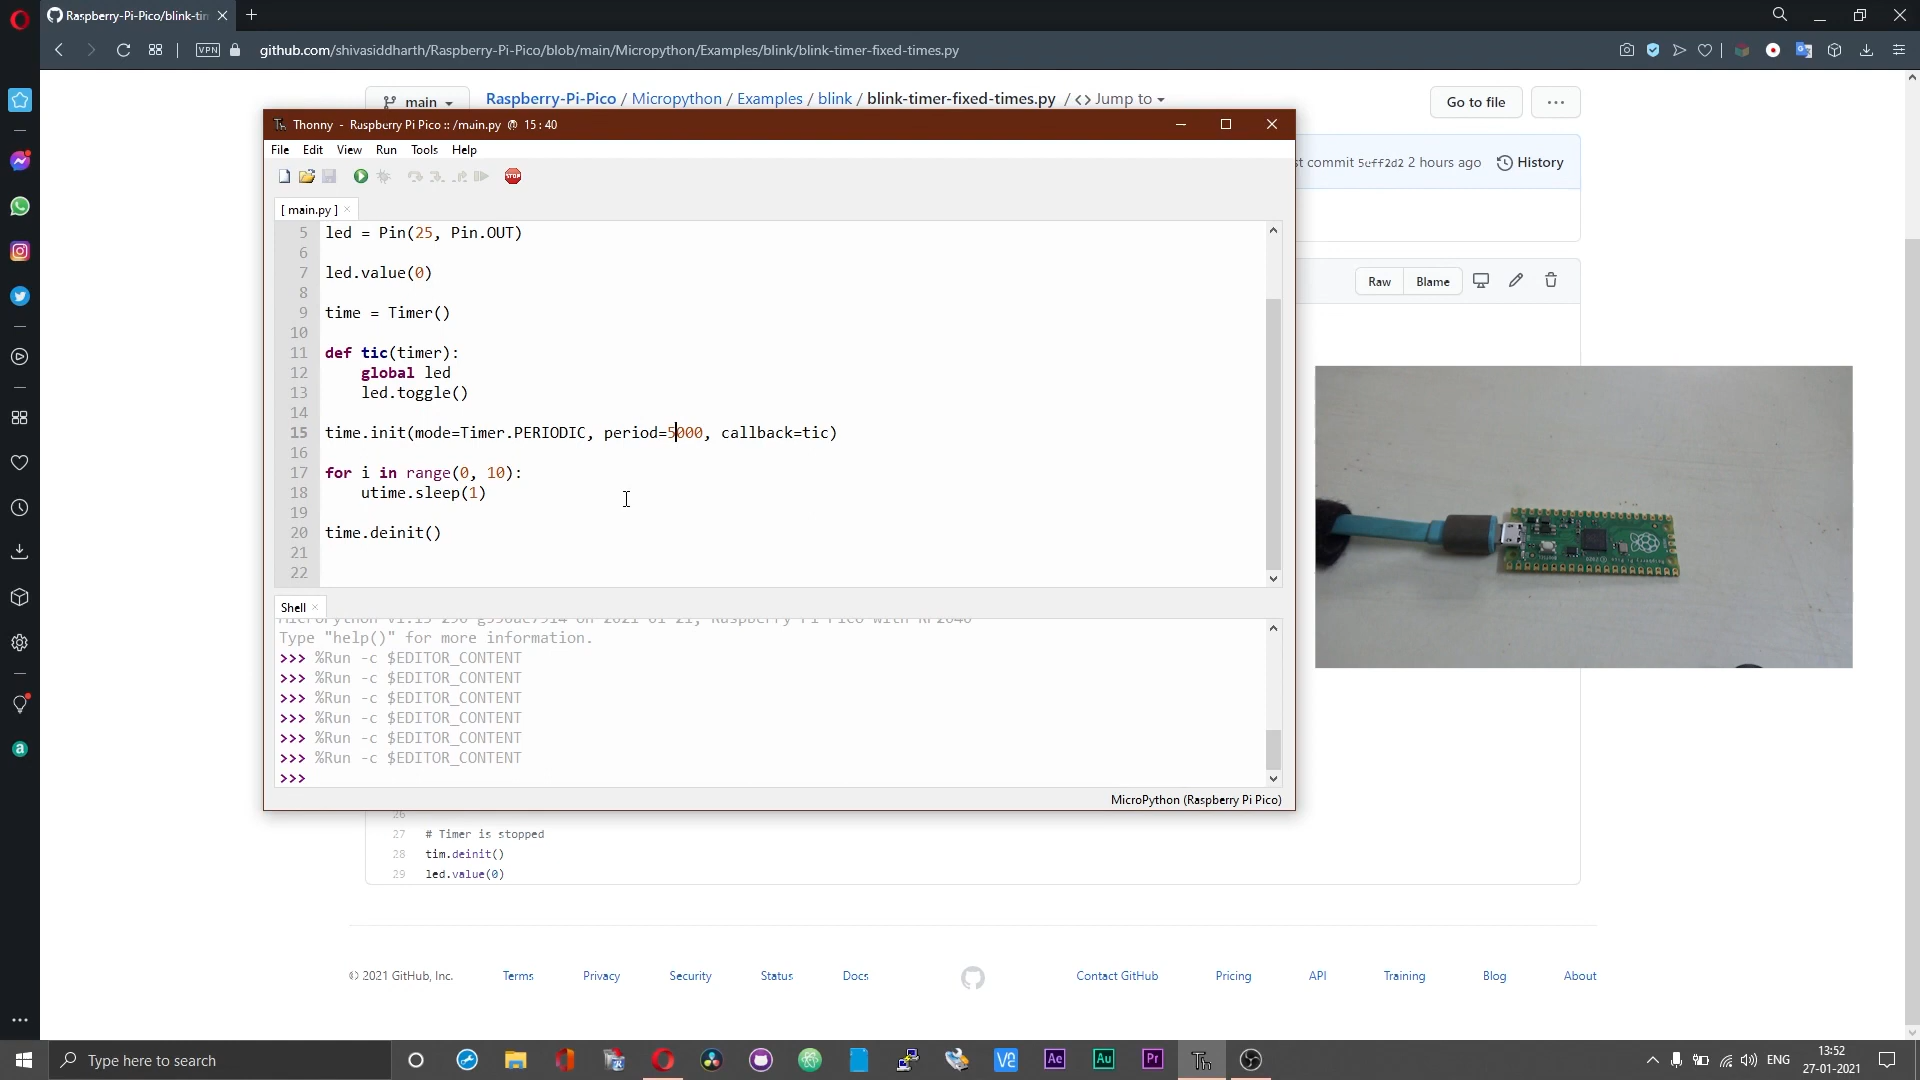 Raspberry-Pi-Pico/blink-tim
VPN
github.com/shivasiddharth/Raspberry-Pi-Pico/blob/main/Micropython/Examples/blink/blink-timer-fixed-times.py
main
Raspberry-Pi-Pico / Micropython / Examples / blink / blink-timer-fixed-times.py / <> Jump to
Go to file
...
Thonny - Raspberry Pi Pico :: /main.py @ 15 : 40
File Edit View Run Tools Help
st commit 5eff2d2 2 hours ago
History
STOP
[ main.py ]
5 led = Pin(25, Pin.OUT)
6
7 led.value(0)
8
9 time = Timer()
10
11 def tic(timer):
12 global led
13 led.toggle()
14
15 time.init(mode=Timer.PERIODIC, period=5000, callback=tic)
16
17 for i in range(0, 10):
18 utime.sleep(1)
19
20 time.deinit()
21
22
Raw Blame
Shell
Type "help()" for more information.
>>> %Run -c $EDITOR_CONTENT
>>> %Run -c $EDITOR_CONTENT
>>> %Run -c $EDITOR_CONTENT
>>> %Run -c $EDITOR_CONTENT
>>> %Run -c $EDITOR_CONTENT
>>> %Run -c $EDITOR_CONTENT
>>>
MicroPython (Raspberry Pi Pico)
26
27 # Timer is stopped
28 tim.deinit()
29 led.value(0)
© 2021 GitHub, Inc. Terms Privacy Security Status Docs Contact GitHub Pricing API Training Blog About
Type here to search
Ae Au Pr Th
ENG
13:52
27-01-2021